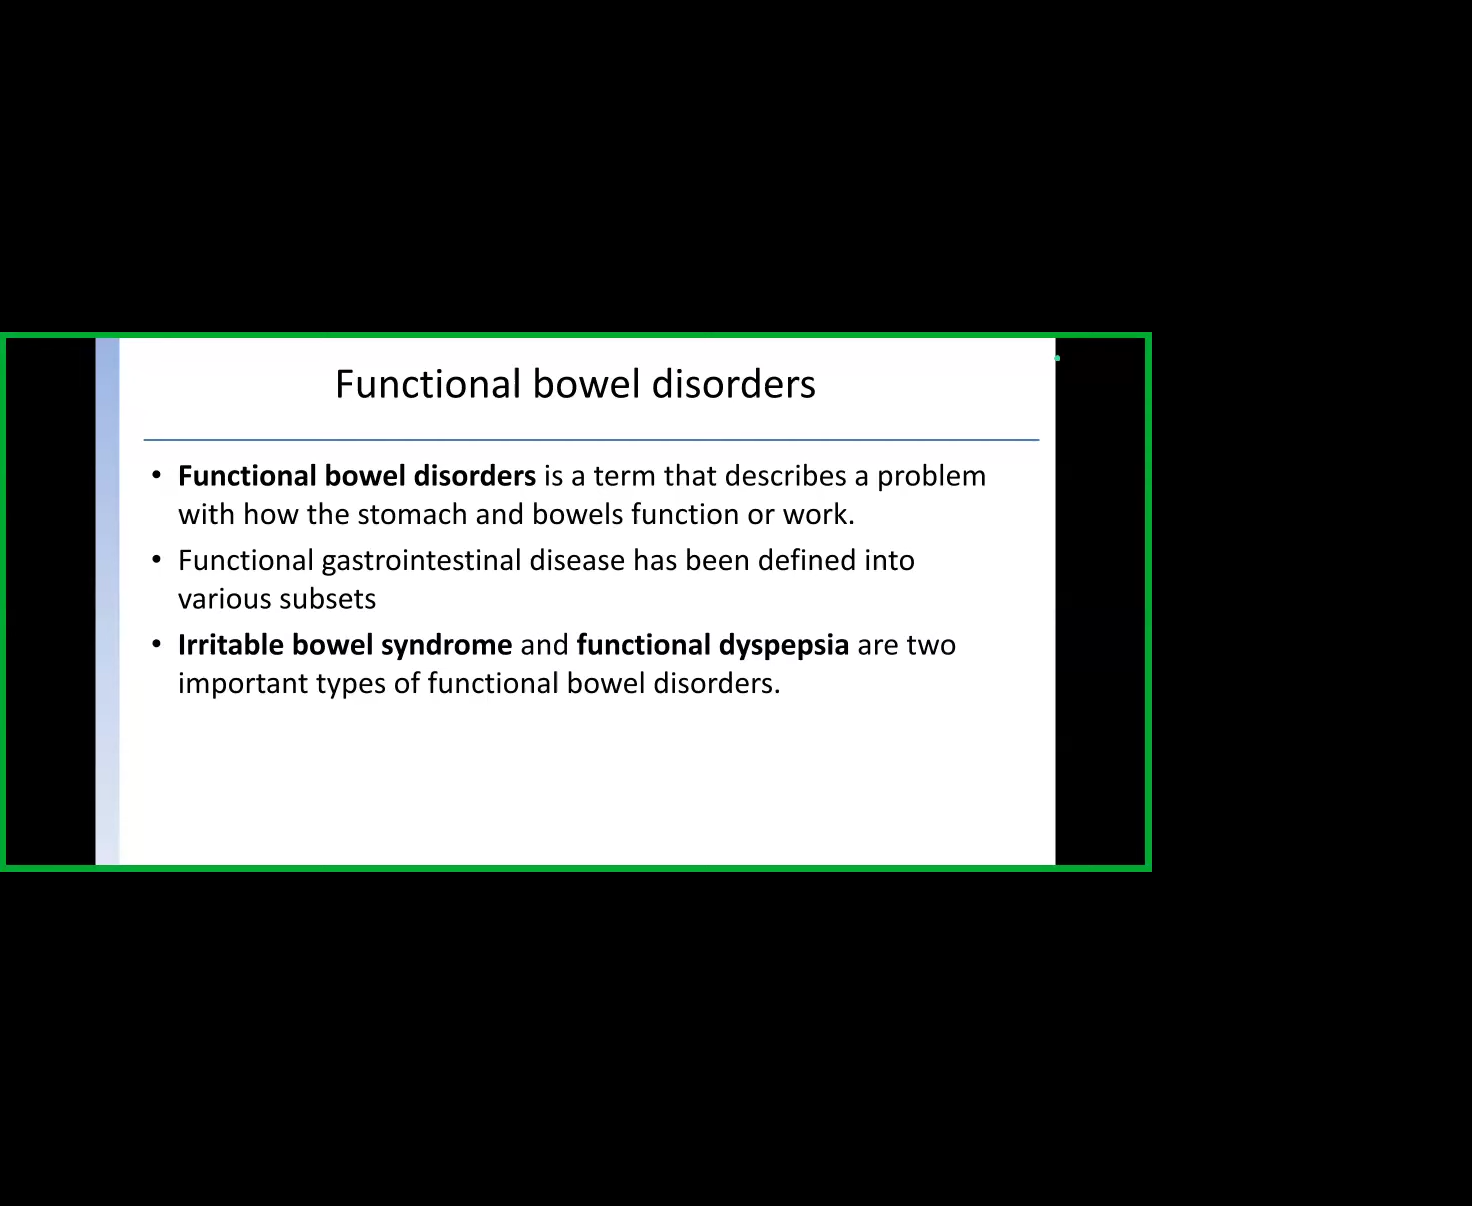 Functional bowel disorders
• Functional bowel disorders is a term that describes a problem
with how the stomach and bowels function or work.
• Functional gastrointestinal disease has been defined into
various subsets
• Irritable bowel syndrome and functional dyspepsia are two
important types of functional bowel disorders.